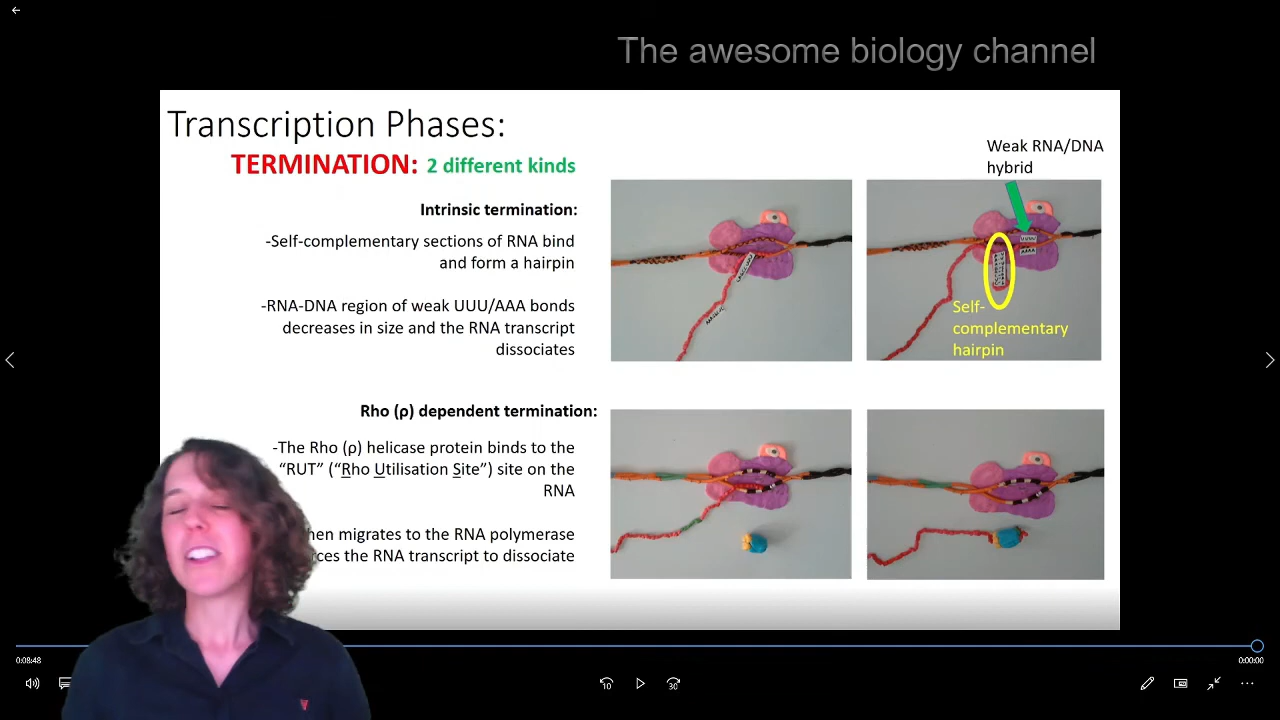 The awesome biology channel
Transcription Phases:
TERMINATION: 2 different kinds
Intrinsic termination:
-Self-complementary sections of RNA bind
and form a hairpin
-RNA-DNA region of weak UUU/AAA bonds
decreases in size and the RNA transcript
dissociates
Weak RNA/DNA
hybrid
Self-
complementary
hairpin
Rho (ρ) dependent termination:
-The Rho (ρ) helicase protein binds to the
“RUT” (“Rho Utilisation Site”) site on the
RNA
migrates to the RNA polymerase
the RNA transcript to dissociate
0:08:48
0:00:00
10
30